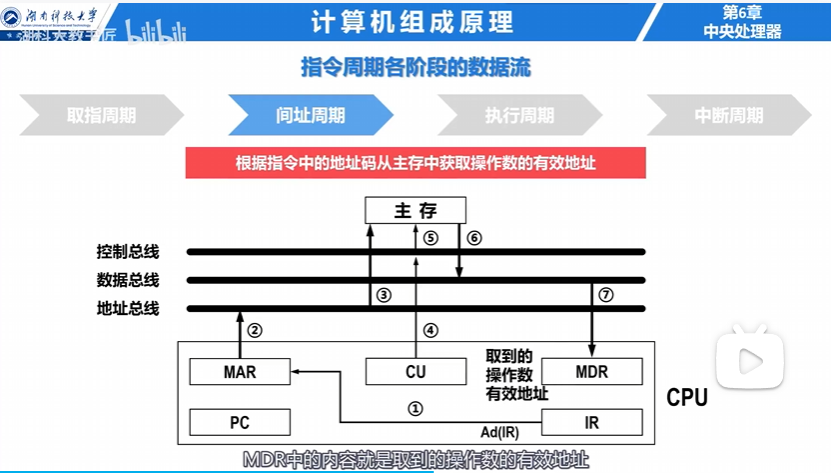 湖南科技大学
Hunan University of Science and Technology
湖科大教书匠
bilibili
计算机组成原理
第6章
中央处理器
指令周期各阶段的数据流
取指周期
间址周期
执行周期
中断周期
根据指令中的地址码从主存中获取操作数的有效地址
主存
⑤
⑥
控制总线
数据总线
③
⑦
地址总线
②
④
取到的
操作数
有效地址
MAR
CU
MDR
CPU
①
PC
Ad(IR)
IR
MDR中的内容就是取到的操作数的有效地址